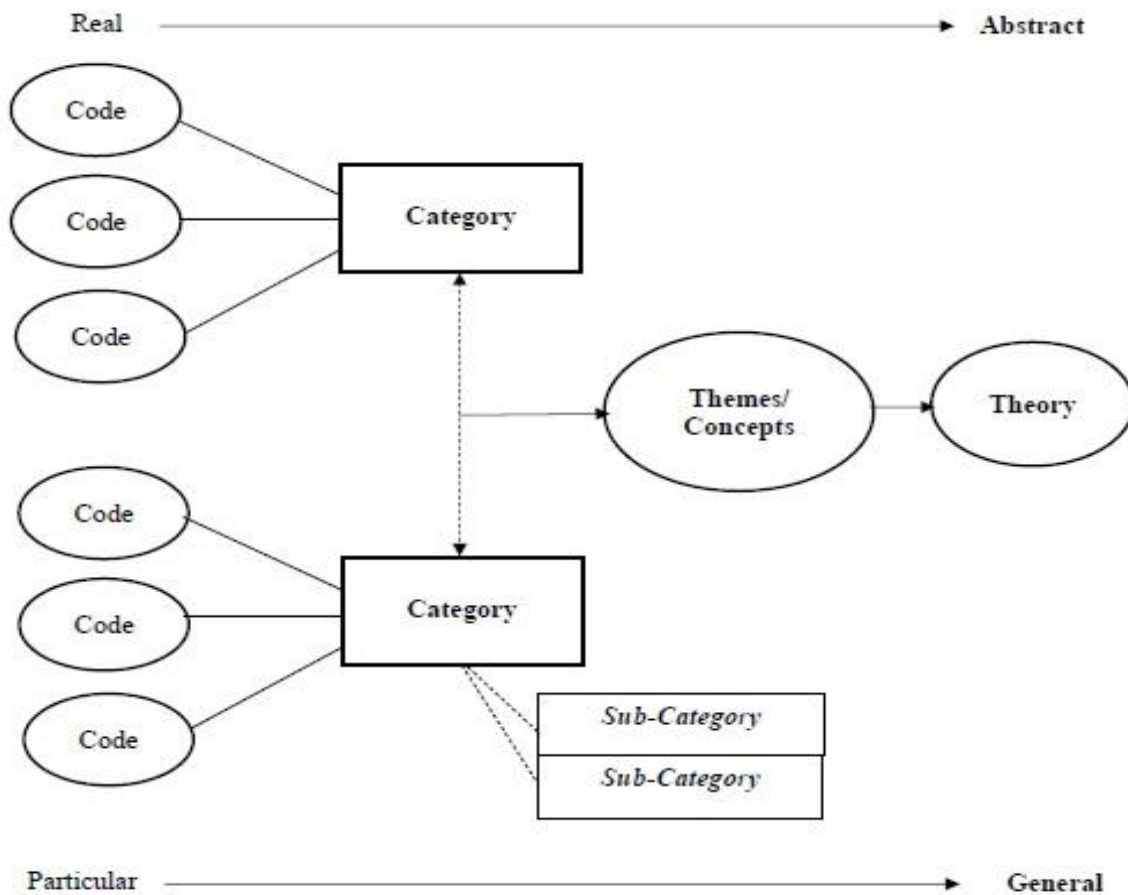 Real
Abstract
Code
Code
Category
Code
Themes/
Concepts
Theory
Code
Code
Category
Code
Sub-Category
Sub-Category
Particular
General